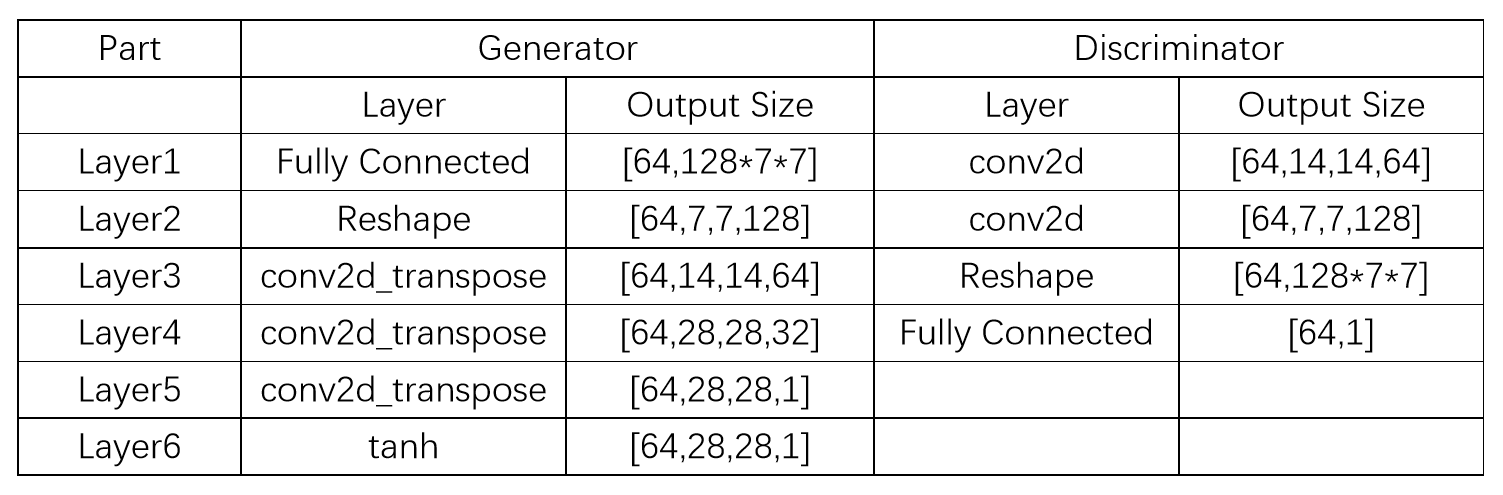 Part Generator Discriminator
Layer Output Size Layer Output Size
Layer1 Fully Connected [64,128*7*7] conv2d [64,14,14,64]
Layer2 Reshape [64,7,7,128] conv2d [64,7,7,128]
Layer3 conv2d_transpose [64,14,14,64] Reshape [64,128*7*7]
Layer4 conv2d_transpose [64,28,28,32] Fully Connected [64,1]
Layer5 conv2d_transpose [64,28,28,1]
Layer6 tanh [64,28,28,1]